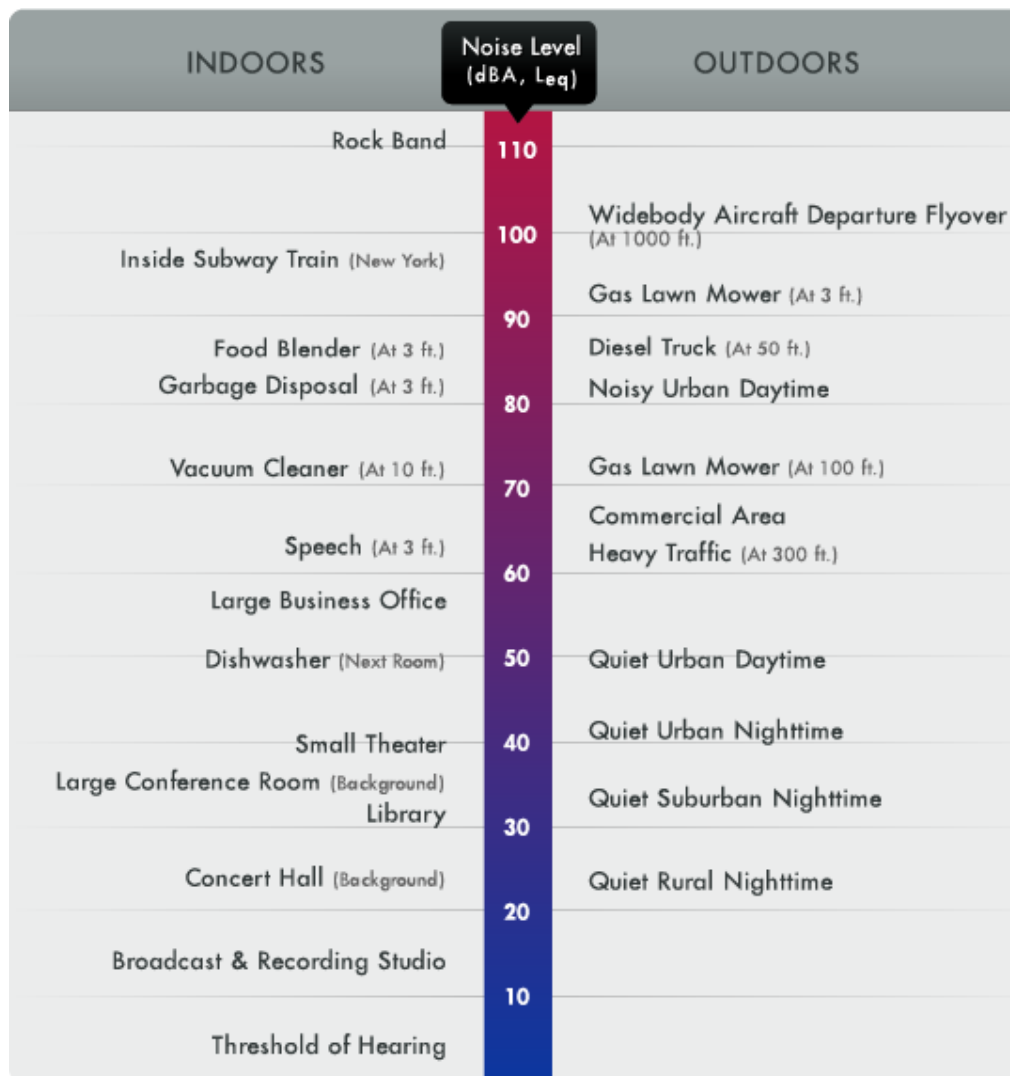 INDOORS
Noise Level
(dBA, Leq)
OUTDOORS
Rock Band
110
Widebody Aircraft Departure Flyover
(At 1000 ft.)
100
Inside Subway Train (New York)
Gas Lawn Mower (At 3 ft.)
90
Food Blender (At 3 ft.)
Diesel Truck (At 50 ft.)
Garbage Disposal (At 3 ft.)
Noisy Urban Daytime
80
Vacuum Cleaner (At 10 ft.)
Gas Lawn Mower (At 100 ft.)
70
Commercial Area
Speech (At 3 ft.)
Heavy Traffic (At 300 ft.)
60
Large Business Office
Dishwasher (Next Room)
50
Quiet Urban Daytime
Quiet Urban Nighttime
Small Theater
40
Large Conference Room (Background)
Quiet Suburban Nighttime
Library
30
Concert Hall (Background)
Quiet Rural Nighttime
20
Broadcast & Recording Studio
10
Threshold of Hearing